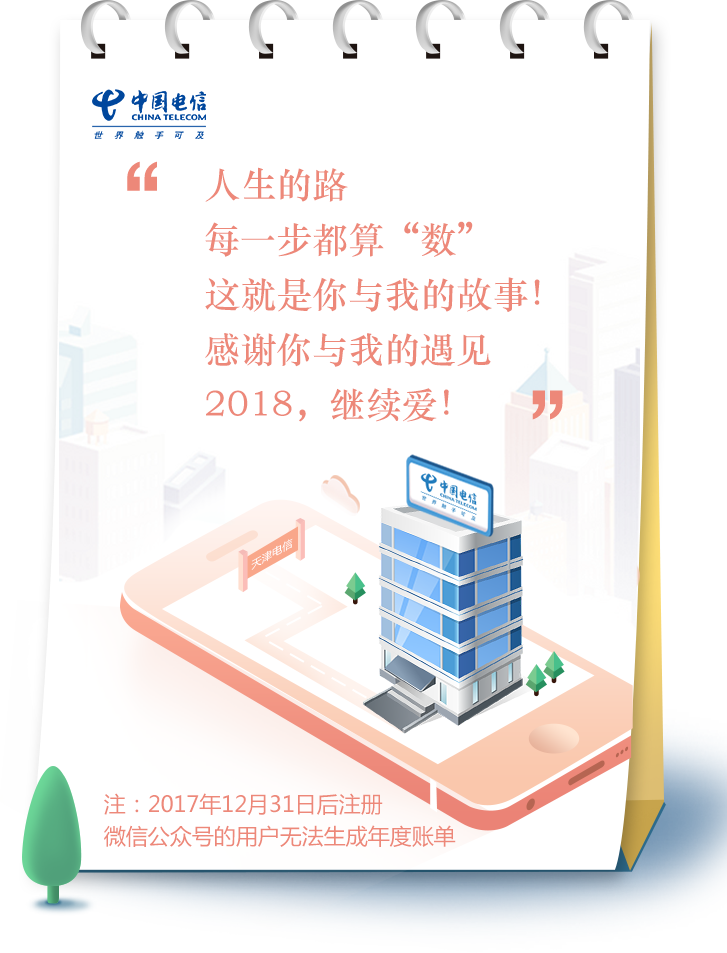 中国电信
CHINA TELECOM
世界触手可及
“
人生的路
每一步都算“数”
这就是你与我的故事！
感谢你与我的遇见
2018，继续爱！
”
中国电信
CHINA TELECOM
世界触手可及
天津电信
注：2017年12月31日后注册
微信公众号的用户无法生成年度账单